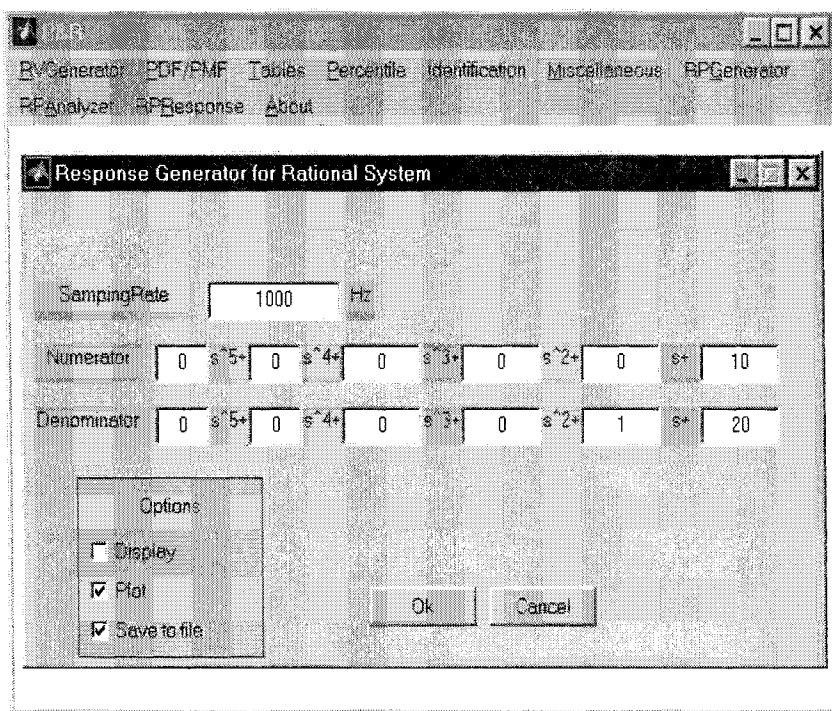 P&R
RVGenerator PDF/PMF Tables Percentile Identification Miscellaneous RPGenerator
RPAnalyzer RPResponse About
Response Generator for Rational System
SampingRate 1000 Hz
Numerator 0 s^5+ 0 s^4+ 0 s^3+ 0 s^2+ 0 s+ 10
Denominator 0 s^5+ 0 s^4+ 0 s^3+ 0 s^2+ 1 s+ 20
Options
Display
Plot
Save to file
Ok Cancel